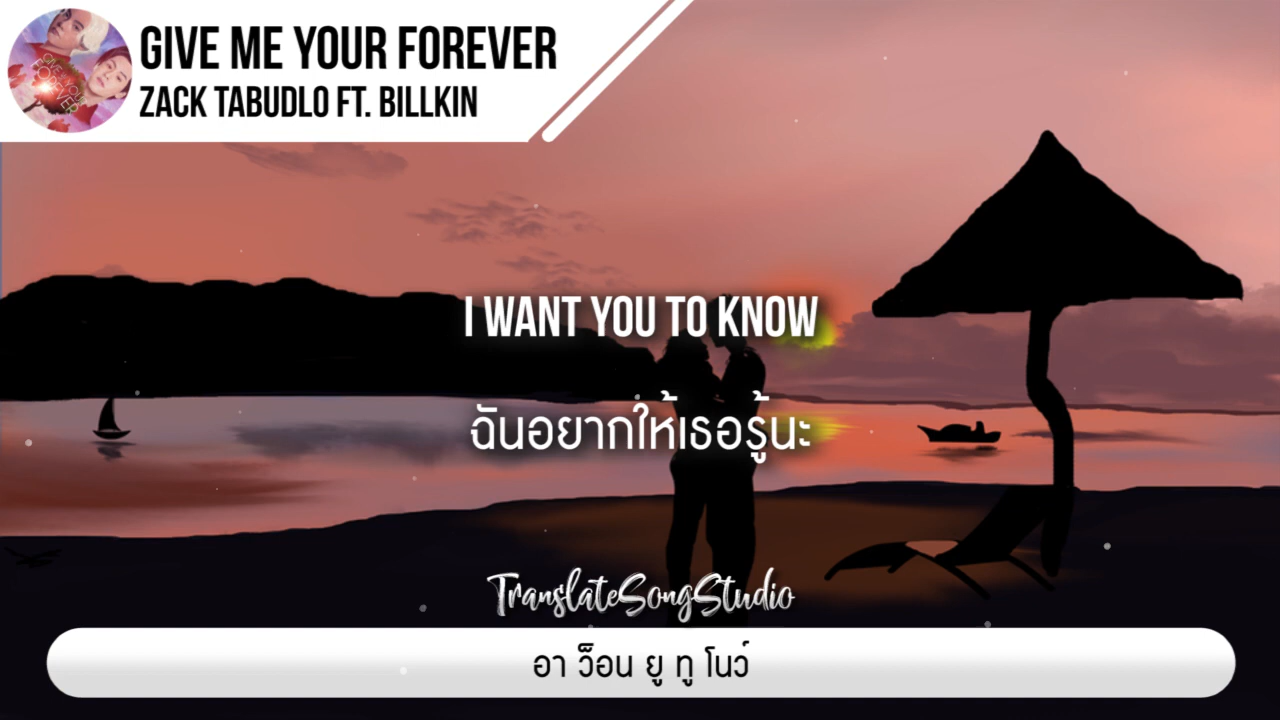 GIVE ME YOUR FOREVER
ZACK TABUDLO FT. BILLKIN
I WANT YOU TO KNOW
ฉันอยากให้เธอรู้นะ
TranslateSongStudio
อา ว็อน ยู ทู โนว์